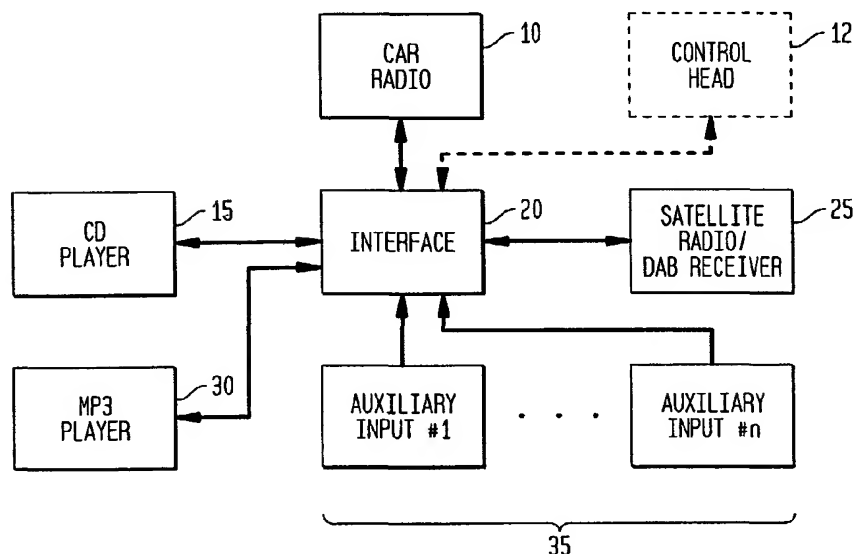 CAR
RADIO
10
CONTROL
HEAD
12
CD
PLAYER
15
INTERFACE
20
SATELLITE
RADIO/
DAB RECEIVER
25
MP3
PLAYER
30
AUXILIARY
INPUT #1
. . .
AUXILIARY
INPUT #n
35